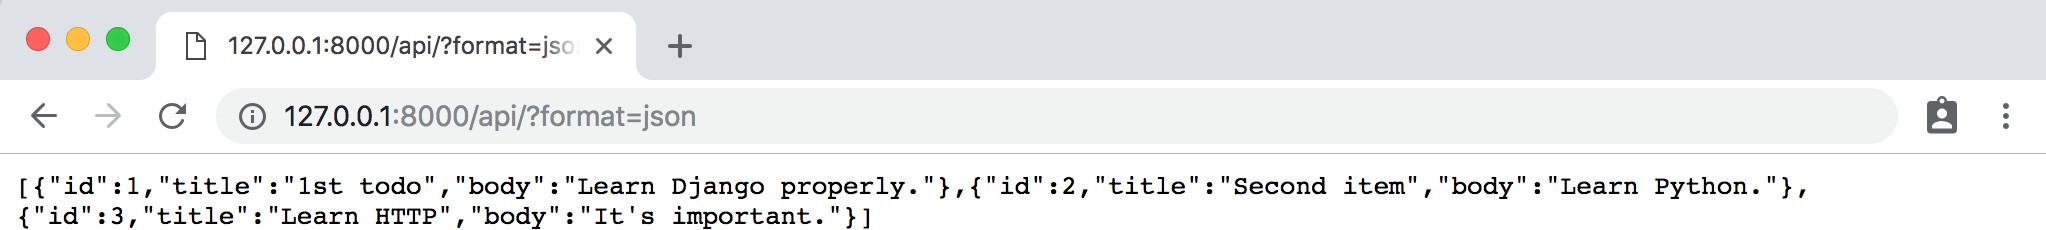 127.0.0.1:8000/api/?format=jso
127.0.0.1:8000/api/?format=json
[{"id":1,"title":"1st todo","body":"Learn Django properly."},{"id":2,"title":"Second item","body":"Learn Python."},
{"id":3,"title":"Learn HTTP","body":"It's important."}]